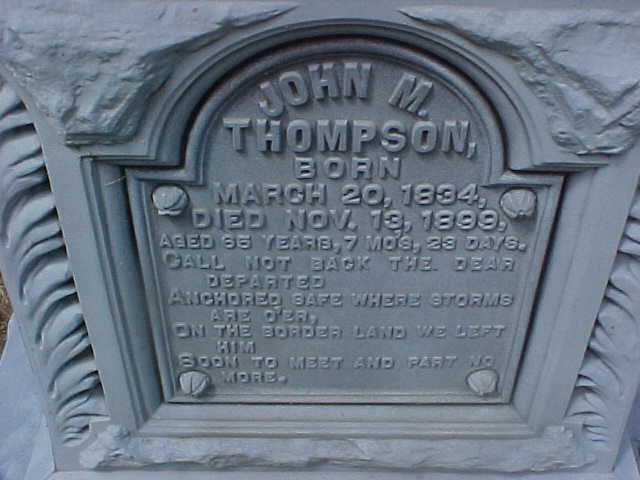 JOHN M.
THOMPSON,
BORN
MARCH 20, 1834,
DIED NOV. 13, 1899,
AGED 65 YEARS, 7 MO'S, 23 DAYS.
CALL NOT BACK THE DEAR
DEPARTED
ANCHORED SAFE WHERE STORMS
ARE O'ER,
ON THE BORDER LAND WE LEFT
HIM
SOON TO MEET AND PART NO
MORE.